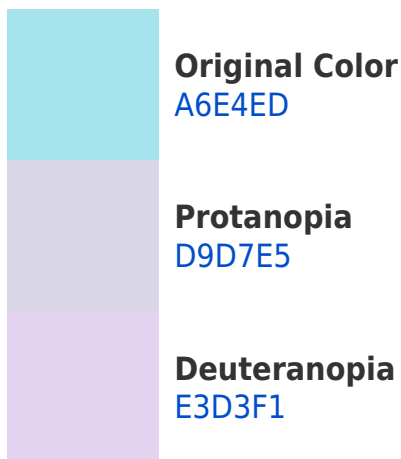 Original Color
A6E4ED
Protanopia
D9D7E5
Deuteranopia
E3D3F1